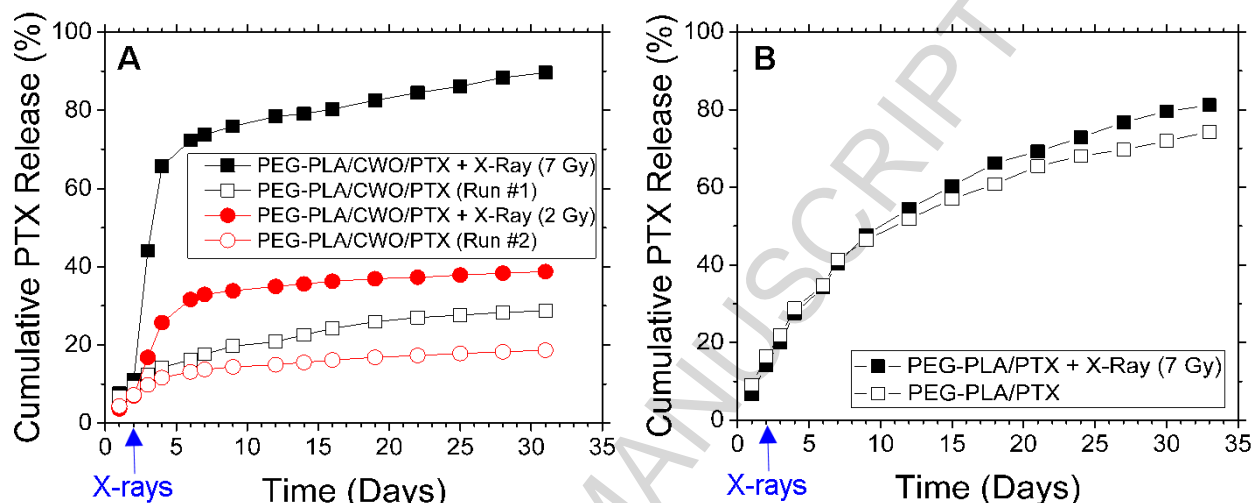 A
Cumulative PTX Release (%)
100
80
60
40
20
0
PEG-PLA/CWO/PTX + X-Ray (7 Gy)
PEG-PLA/CWO/PTX (Run #1)
PEG-PLA/CWO/PTX + X-Ray (2 Gy)
PEG-PLA/CWO/PTX (Run #2)
0 5 10 15 20 25 30 35
X-rays
Time (Days)
B
Cumulative PTX Release (%)
100
80
60
40
20
0
PEG-PLA/PTX + X-Ray (7 Gy)
PEG-PLA/PTX
0 5 10 15 20 25 30 35
X-rays
Time (Days)
MANUSCRIPT